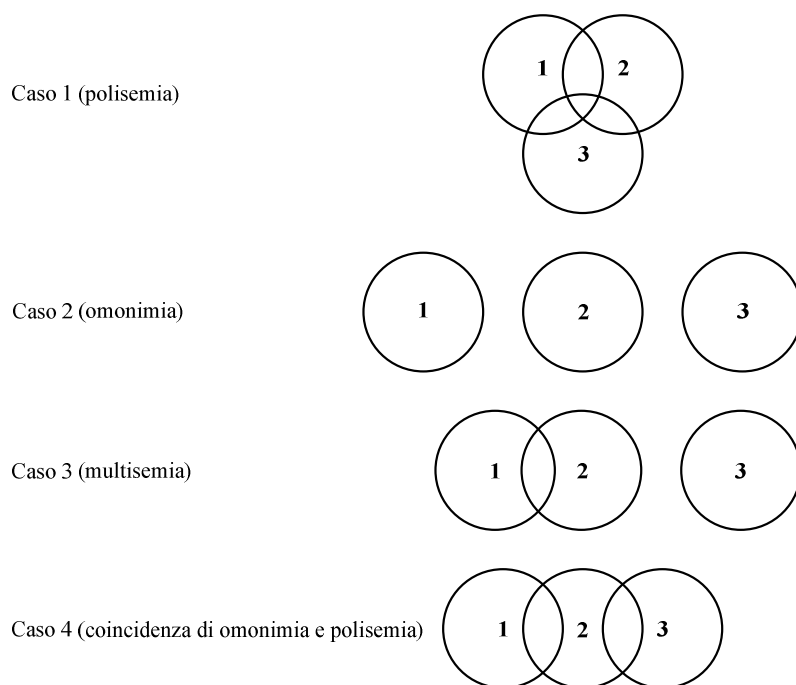 Caso 1 (polisemia)
1 2
3
Caso 2 (omonimia)
1 2 3
Caso 3 (multisemia)
1 2 3
Caso 4 (coincidenza di omonimia e polisemia)
1 2 3